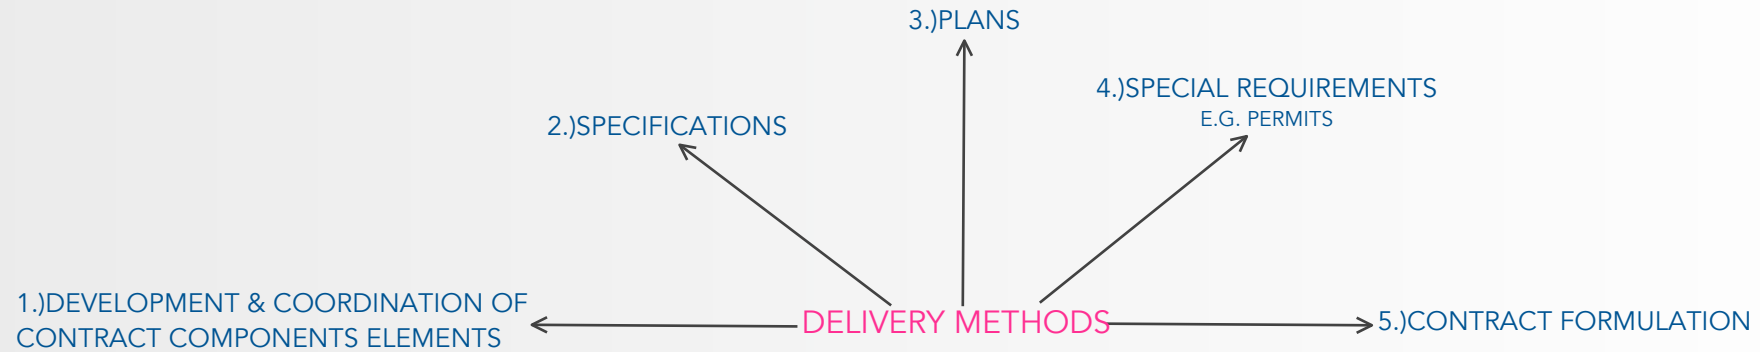 3.)PLANS
4.)SPECIAL REQUIREMENTS
E.G. PERMITS
2.)SPECIFICATIONS
1.)DEVELOPMENT & COORDINATION OF
CONTRACT COMPONENTS ELEMENTS
DELIVERY METHODS
5.)CONTRACT FORMULATION